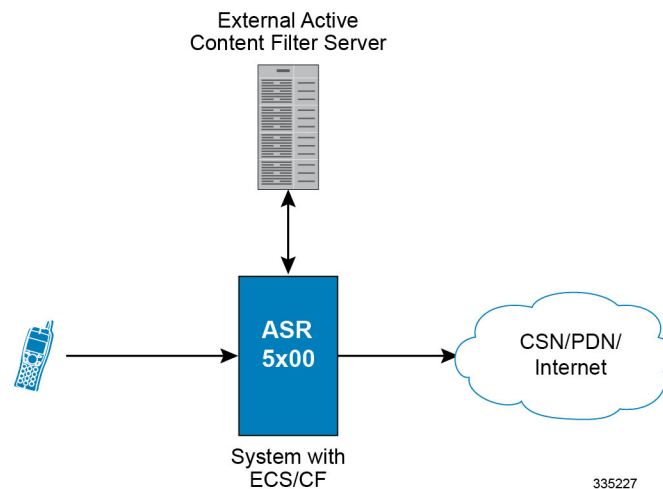 External Active
Content Filter Server
ASR
5x00
CSN/PDN/
Internet
System with
ECS/CF
335227